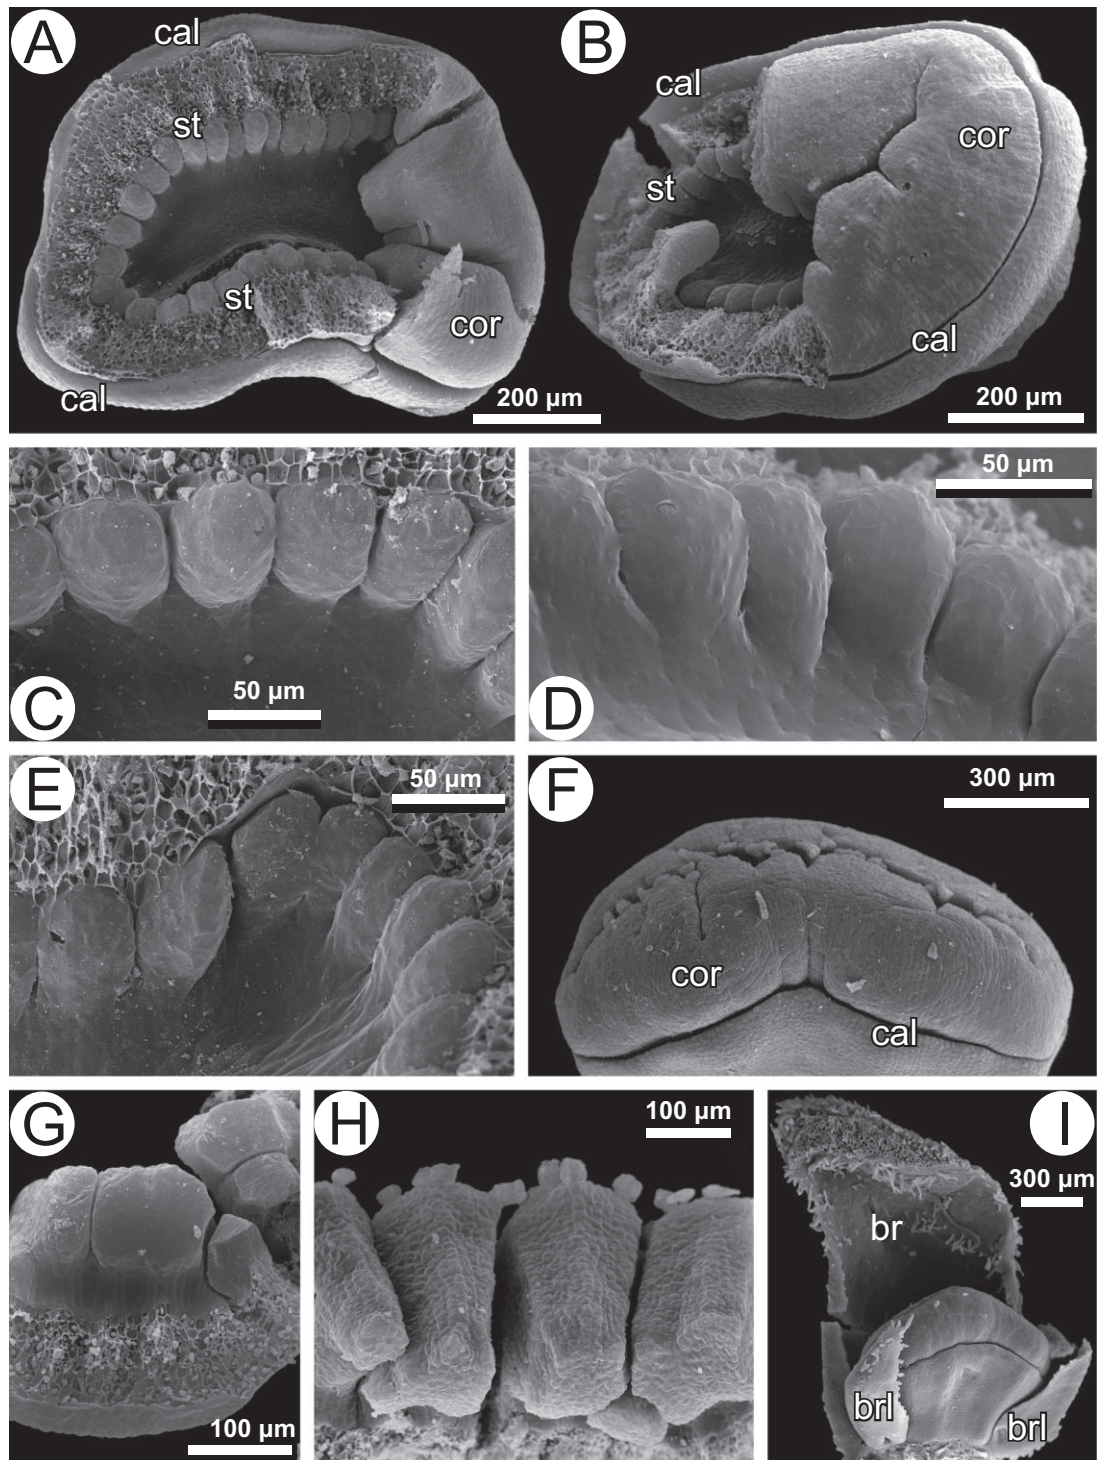 A
cal
st
st
cor
cal
200 µm
B
cal
cor
st
cal
200 µm
C
50 µm
D
50 µm
E
50 µm
F
300 µm
cor
cal
G
100 µm
H
100 µm
I
300 µm
br
brl
brl